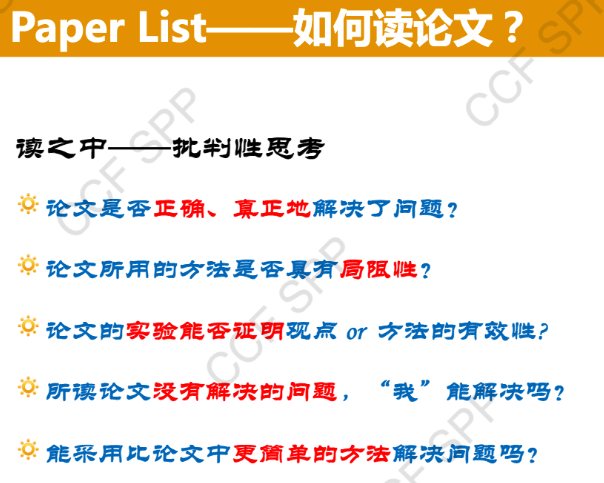 Paper List——如何读论文？
读之中——批判性思考
论文是否正确、真正地解决了问题？
论文所用的方法是否具有局限性？
论文的实验能否证明观点 or 方法的有效性？
所读论文没有解决的问题，“我”能解决吗？
能采用比论文中更简单的方法解决问题吗？
CCF SPP
CCF SPP
CCF SPP
CCF SPP